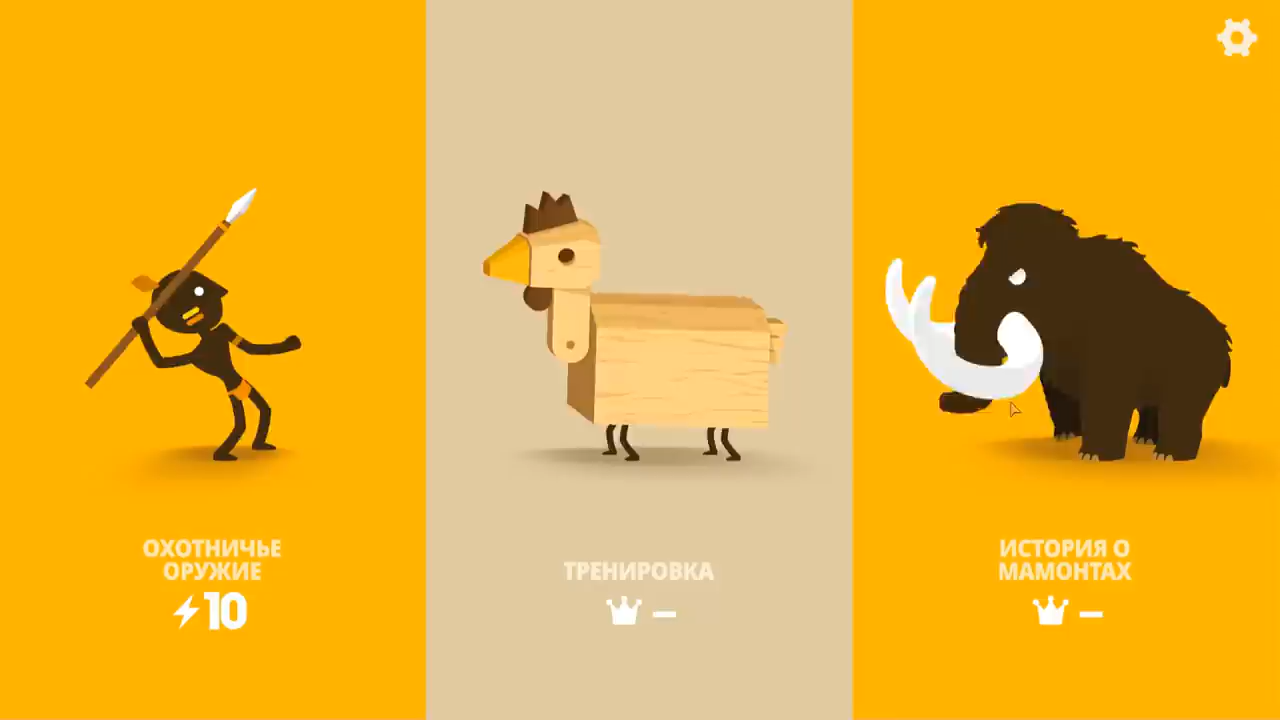 ОХОТНИЧЬЕ
ОРУЖИЕ
10
ТРЕНИРОВКА
–
ИСТОРИЯ О
МАМОНТАХ
–